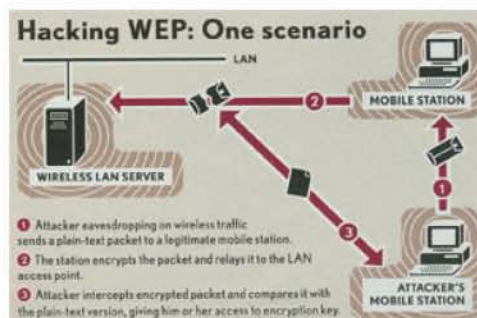 Hacking WEP: One scenario
LAN
2
MOBILE STATION
WIRELESS LAN SERVER
1
3
1 Attacker eavesdropping on wireless traffic
sends a plain-text packet to a legitimate mobile station.
2 The station encrypts the packet and relays it to the LAN
access point.
3 Attacker intercepts encrypted packet and compares it with
the plain-text version, giving him or her access to encryption key.
ATTACKER'S
MOBILE STATION